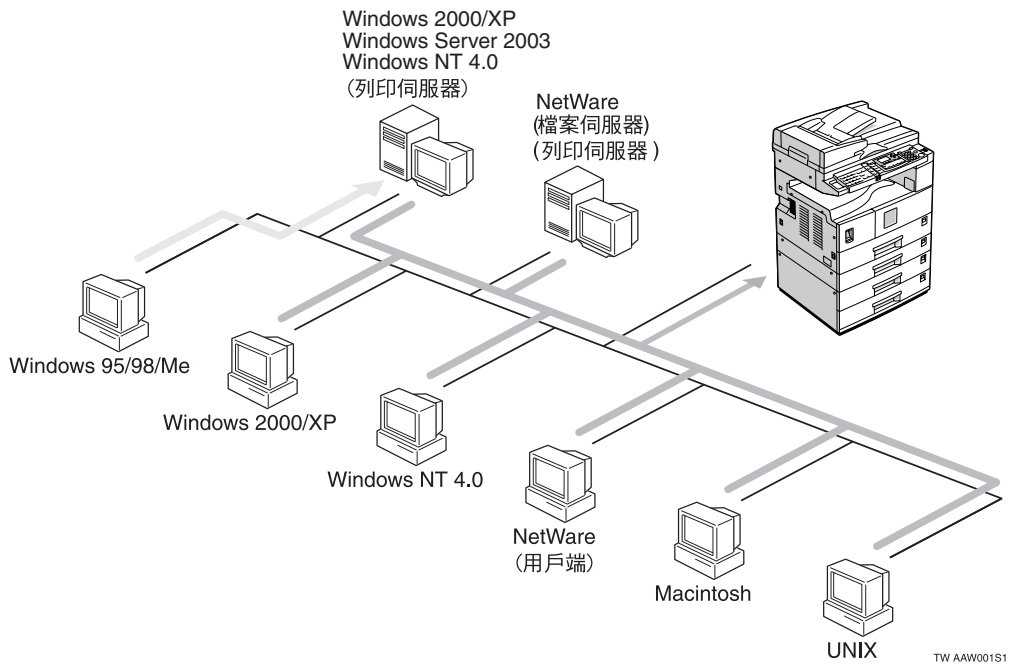 Windows 2000/XP
Windows Server 2003
Windows NT 4.0
(列印伺服器)
NetWare
(檔案伺服器)
(列印伺服器)
Windows 95/98/Me
Windows 2000/XP
Windows NT 4.0
NetWare
(用戶端)
Macintosh
UNIX
TW AAW001S1